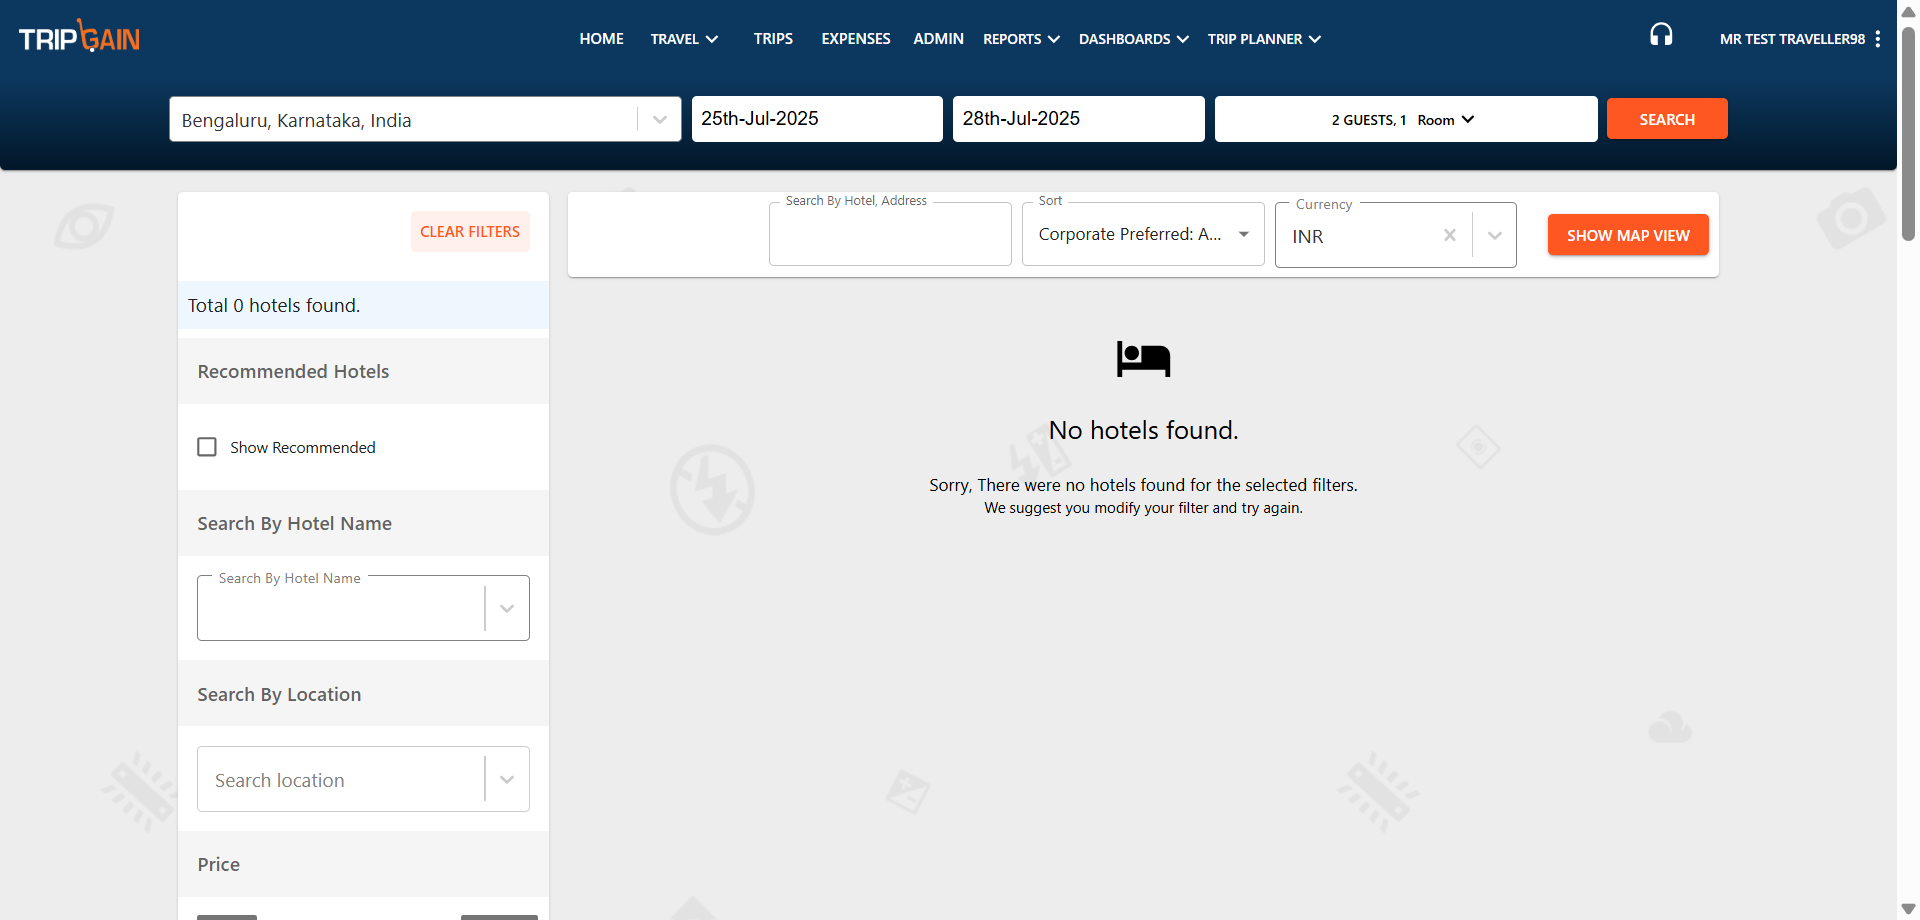 TRIPGAIN
HOME TRAVEL TRIPS EXPENSES ADMIN REPORTS DASHBOARDS TRIP PLANNER
MR TEST TRAVELLER98
Bengaluru, Karnataka, India
25th-Jul-2025
28th-Jul-2025
2 GUESTS, 1 Room
SEARCH
CLEAR FILTERS
Total 0 hotels found.
Recommended Hotels
Show Recommended
Search By Hotel Name
Search By Hotel Name
Search By Location
Search location
Price
Search By Hotel, Address
Sort
Corporate Preferred: A...
Currency
INR
SHOW MAP VIEW
No hotels found.
Sorry, There were no hotels found for the selected filters.
We suggest you modify your filter and try again.